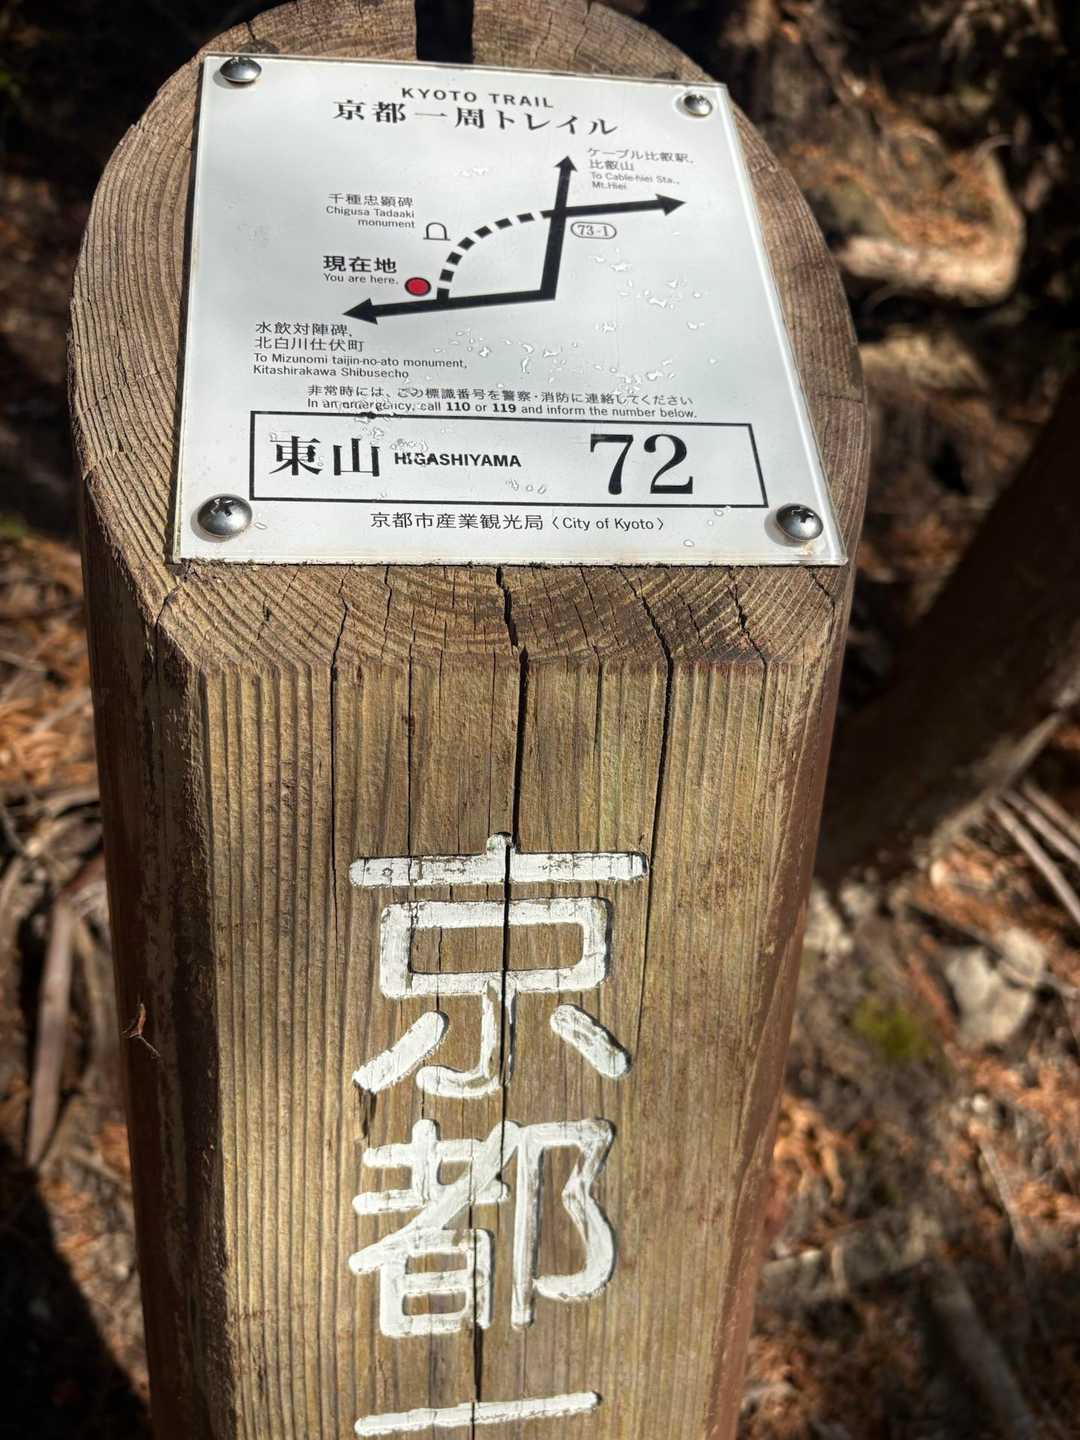 KYOTO TRAIL
京都一周トレイル
ケーブル比叡駅,
比叡山
To Cable-hiei Sta.,
Mt.Hiei
千種忠顕碑
Chigusa Tadaaki
monument
73-1
現在地
You are here.
水飲対陣碑,
北白川仕伏町
To Mizunomi taijin-no-ato monument,
Kitashirakawa Shibusecho
非常時には、この標識番号を警察・消防に連絡してください
In an emergency, call 110 or 119 and inform the number below.
東山 HIGASHIYAMA 72
京都市産業観光局〈City of Kyoto〉
京
都
一